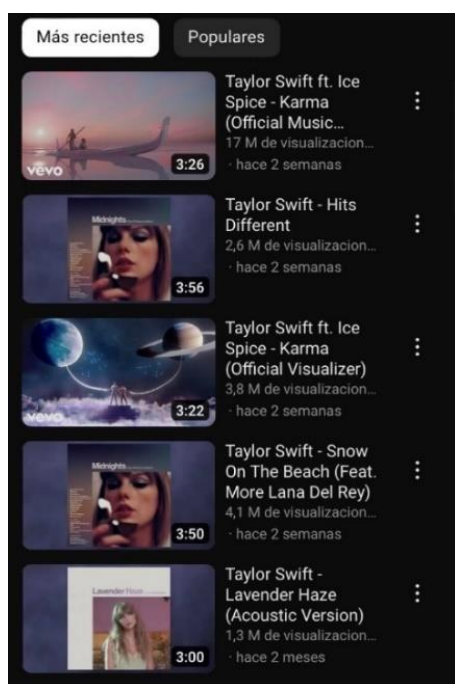 Más recientes
Populares
Taylor Swift ft. Ice
Spice - Karma
(Official Music...
17 M de visualizacion...
· hace 2 semanas
vevo
3:26
Taylor Swift - Hits
Different
2,6 M de visualizacion...
· hace 2 semanas
Midnights
3:56
Taylor Swift ft. Ice
Spice - Karma
(Official Visualizer)
3,8 M de visualizacion...
· hace 2 semanas
vevo
3:22
Taylor Swift - Snow
On The Beach (Feat.
More Lana Del Rey)
4,1 M de visualizacion...
· hace 2 semanas
Midnights
3:50
Taylor Swift -
Lavender Haze
(Acoustic Version)
1,3 M de visualizacion...
· hace 2 meses
Lavender Haze
3:00